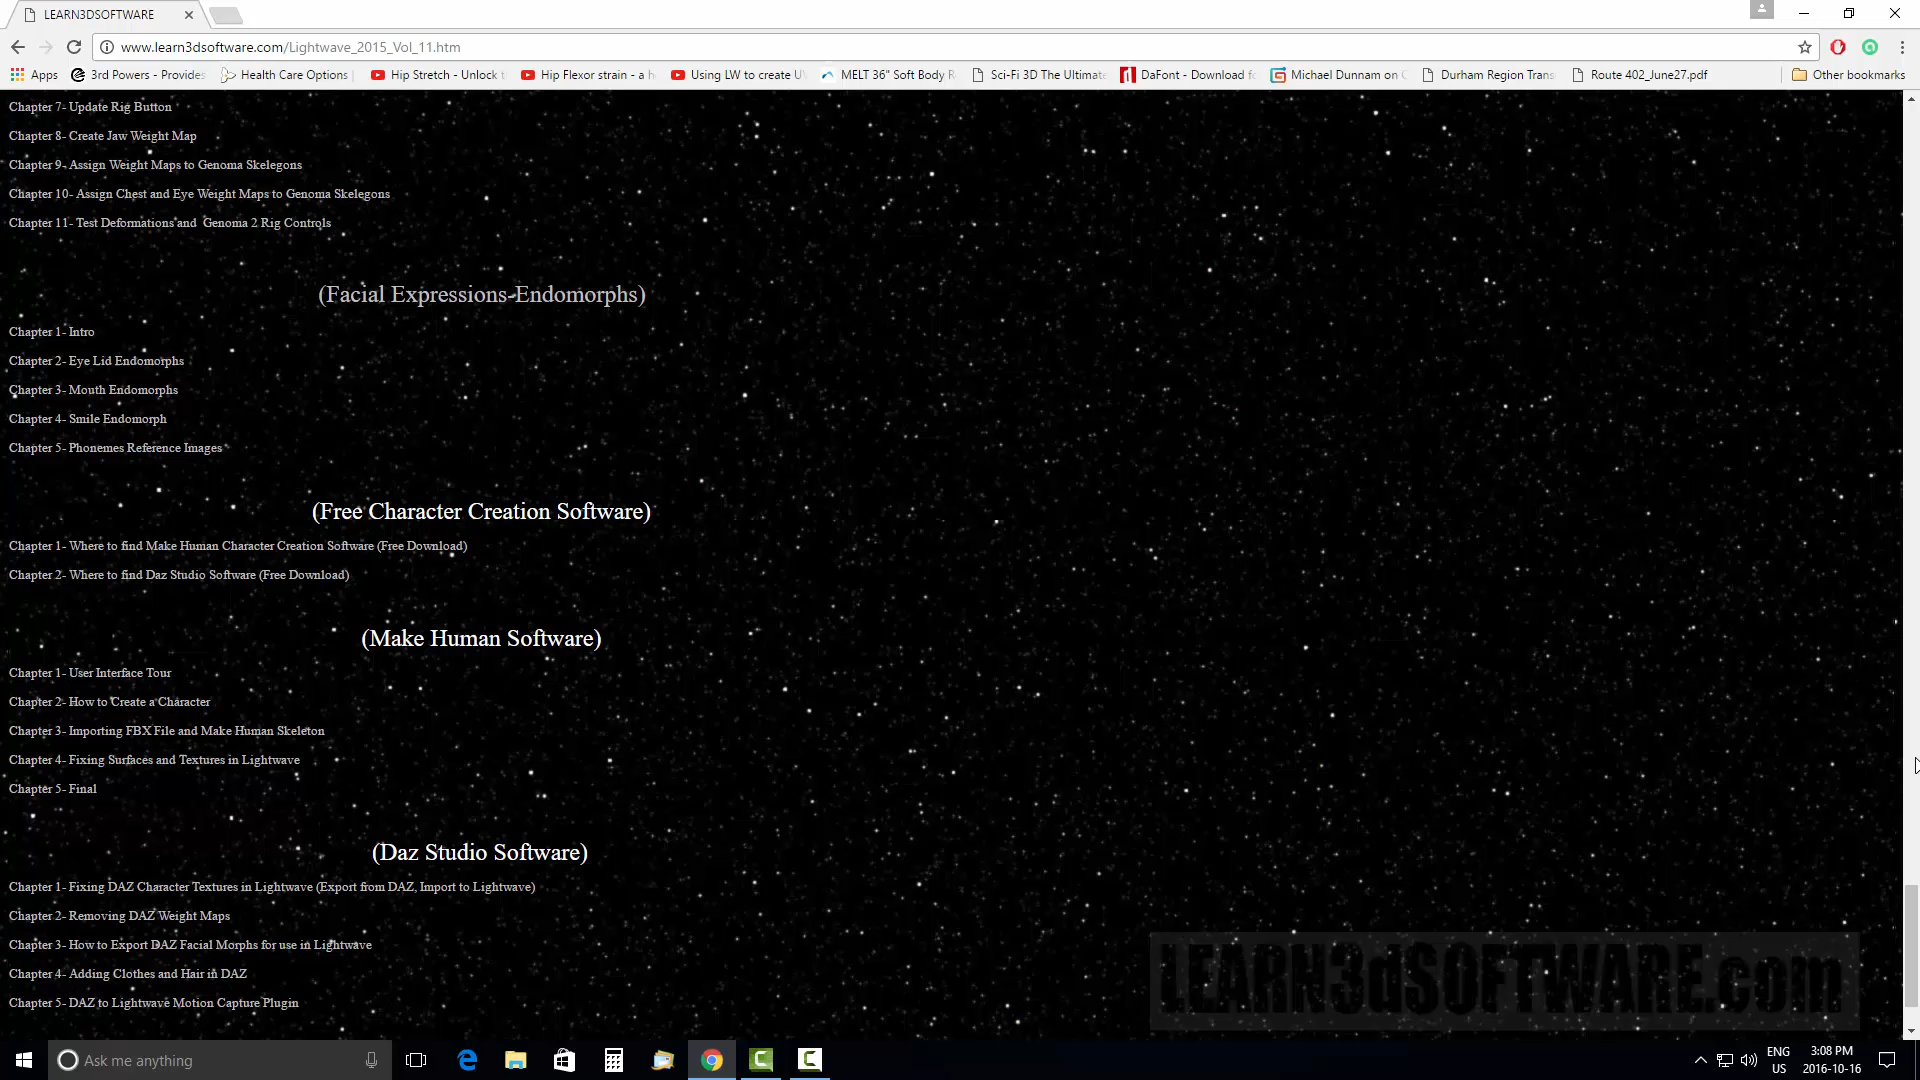 LEARN3DSOFTWARE
www.learn3dsoftware.com/Lightwave_2015_Vol_11.htm
Apps
3rd Powers - Provides
Health Care Options
Hip Stretch - Unlock
Hip Flexor strain - a
Using LW to create
MELT 36" Soft Body
Sci-Fi 3D The Ultimate
DaFont - Download
Michael Dunnam on
Durham Region Trans
Route 402_June27.pdf
Other bookmarks
Chapter 7- Update Rig Button
Chapter 8- Create Jaw Weight Map
Chapter 9- Assign Weight Maps to Genoma Skelegons
Chapter 10- Assign Chest and Eye Weight Maps to Genoma Skelegons
Chapter 11- Test Deformations and Genoma 2 Rig Controls
(Facial Expressions-Endomorphs)
Chapter 1- Intro
Chapter 2- Eye Lid Endomorphs
Chapter 3- Mouth Endomorphs
Chapter 4- Smile Endomorph
Chapter 5- Phonemes Reference Images
(Free Character Creation Software)
Chapter 1- Where to find Make Human Character Creation Software (Free Download)
Chapter 2- Where to find Daz Studio Software (Free Download)
(Make Human Software)
Chapter 1- User Interface Tour
Chapter 2- How to Create a Character
Chapter 3- Importing FBX File and Make Human Skeleton
Chapter 4- Fixing Surfaces and Textures in Lightwave
Chapter 5- Final
(Daz Studio Software)
Chapter 1- Fixing DAZ Character Textures in Lightwave (Export from DAZ, Import to Lightwave)
Chapter 2- Removing DAZ Weight Maps
Chapter 3- How to Export DAZ Facial Morphs for use in Lightwave
Chapter 4- Adding Clothes and Hair in DAZ
Chapter 5- DAZ to Lightwave Motion Capture Plugin
LEARN3dSOFTWARE.com
Ask me anything
ENG
US
3:08 PM
2016-10-16